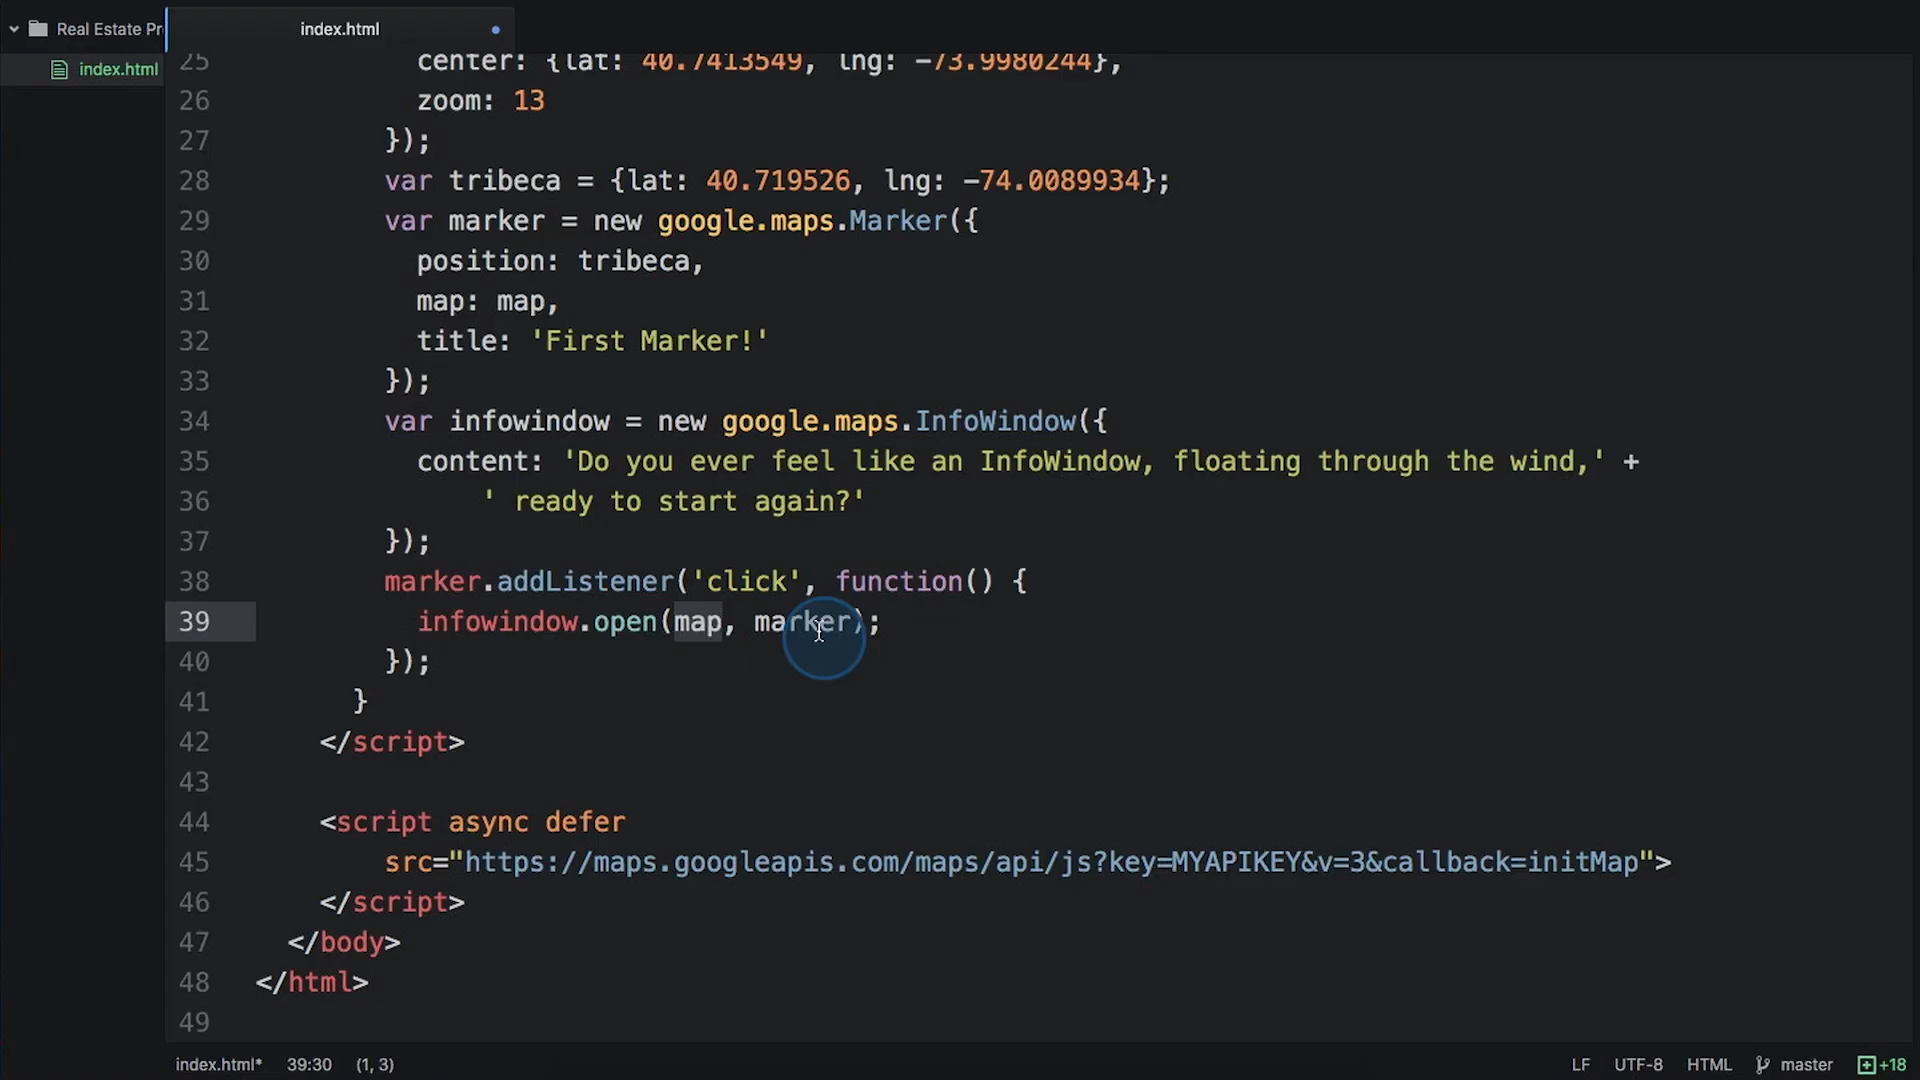 Real Estate Pr
index.html
index.html
25 center: {lat: 40.7413549, lng: -73.9980244},
26 zoom: 13
27 });
28 var tribeca = {lat: 40.719526, lng: -74.0089934};
29 var marker = new google.maps.Marker({
30 position: tribeca,
31 map: map,
32 title: 'First Marker!'
33 });
34 var infowindow = new google.maps.InfoWindow({
35 content: 'Do you ever feel like an InfoWindow, floating through the wind,' +
36 ' ready to start again?'
37 });
38 marker.addListener('click', function() {
39 infowindow.open(map, marker);
40 });
41 }
42 </script>
43
44 <script async defer
45 src="https://maps.googleapis.com/maps/api/js?key=MYAPIKEY&v=3&callback=initMap">
46 </script>
47 </body>
48 </html>
49
index.html* 39:30 (1, 3) LF UTF-8 HTML master +18